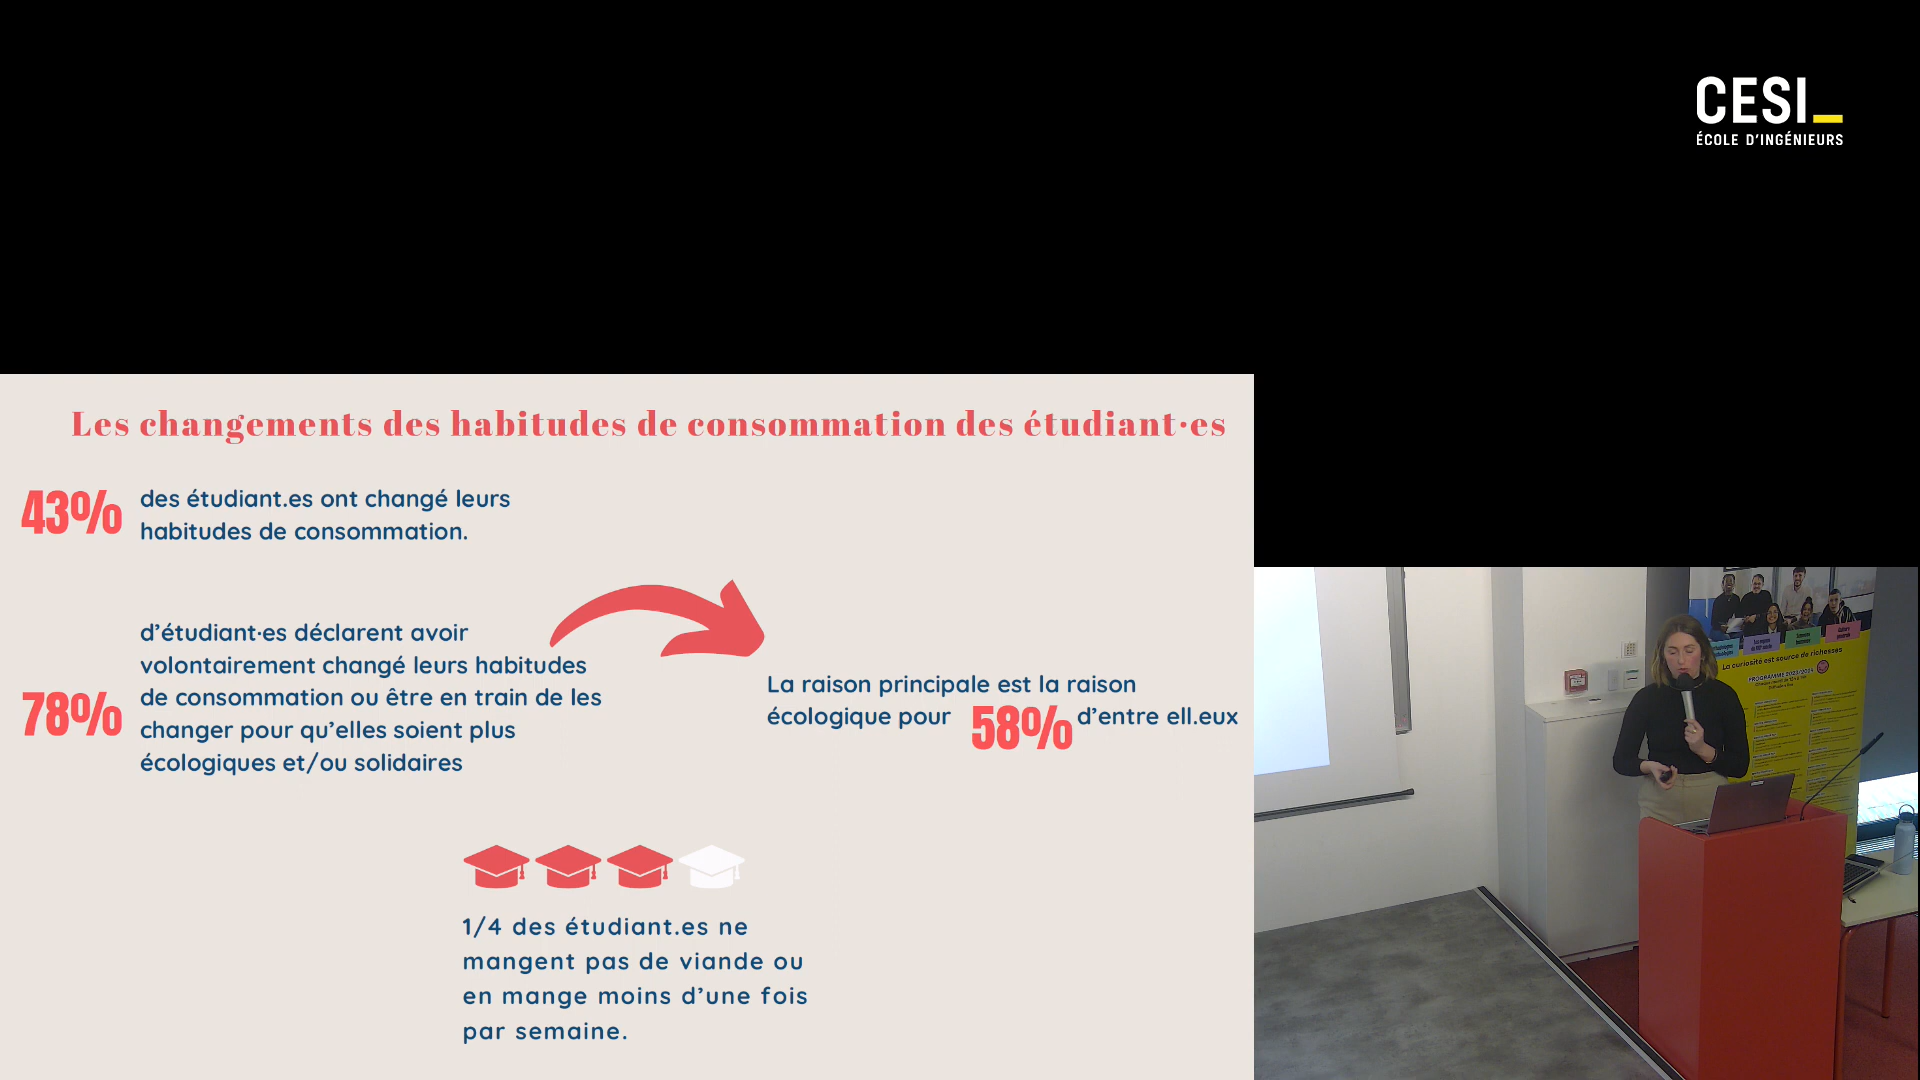 CESI_
ÉCOLE D'INGÉNIEURS
Les changements des habitudes de consommation des étudiant·es
43%
des étudiant.es ont changé leurs
habitudes de consommation.
78%
d'étudiant·es déclarent avoir
volontairement changé leurs habitudes
de consommation ou être en train de les
changer pour qu'elles soient plus
écologiques et/ou solidaires
La raison principale est la raison
écologique pour 58% d'entre ell.eux
1/4 des étudiant.es ne
mangent pas de viande ou
en mange moins d'une fois
par semaine.
La curiosité est source de richesses
PROGRAMME 2023/2024